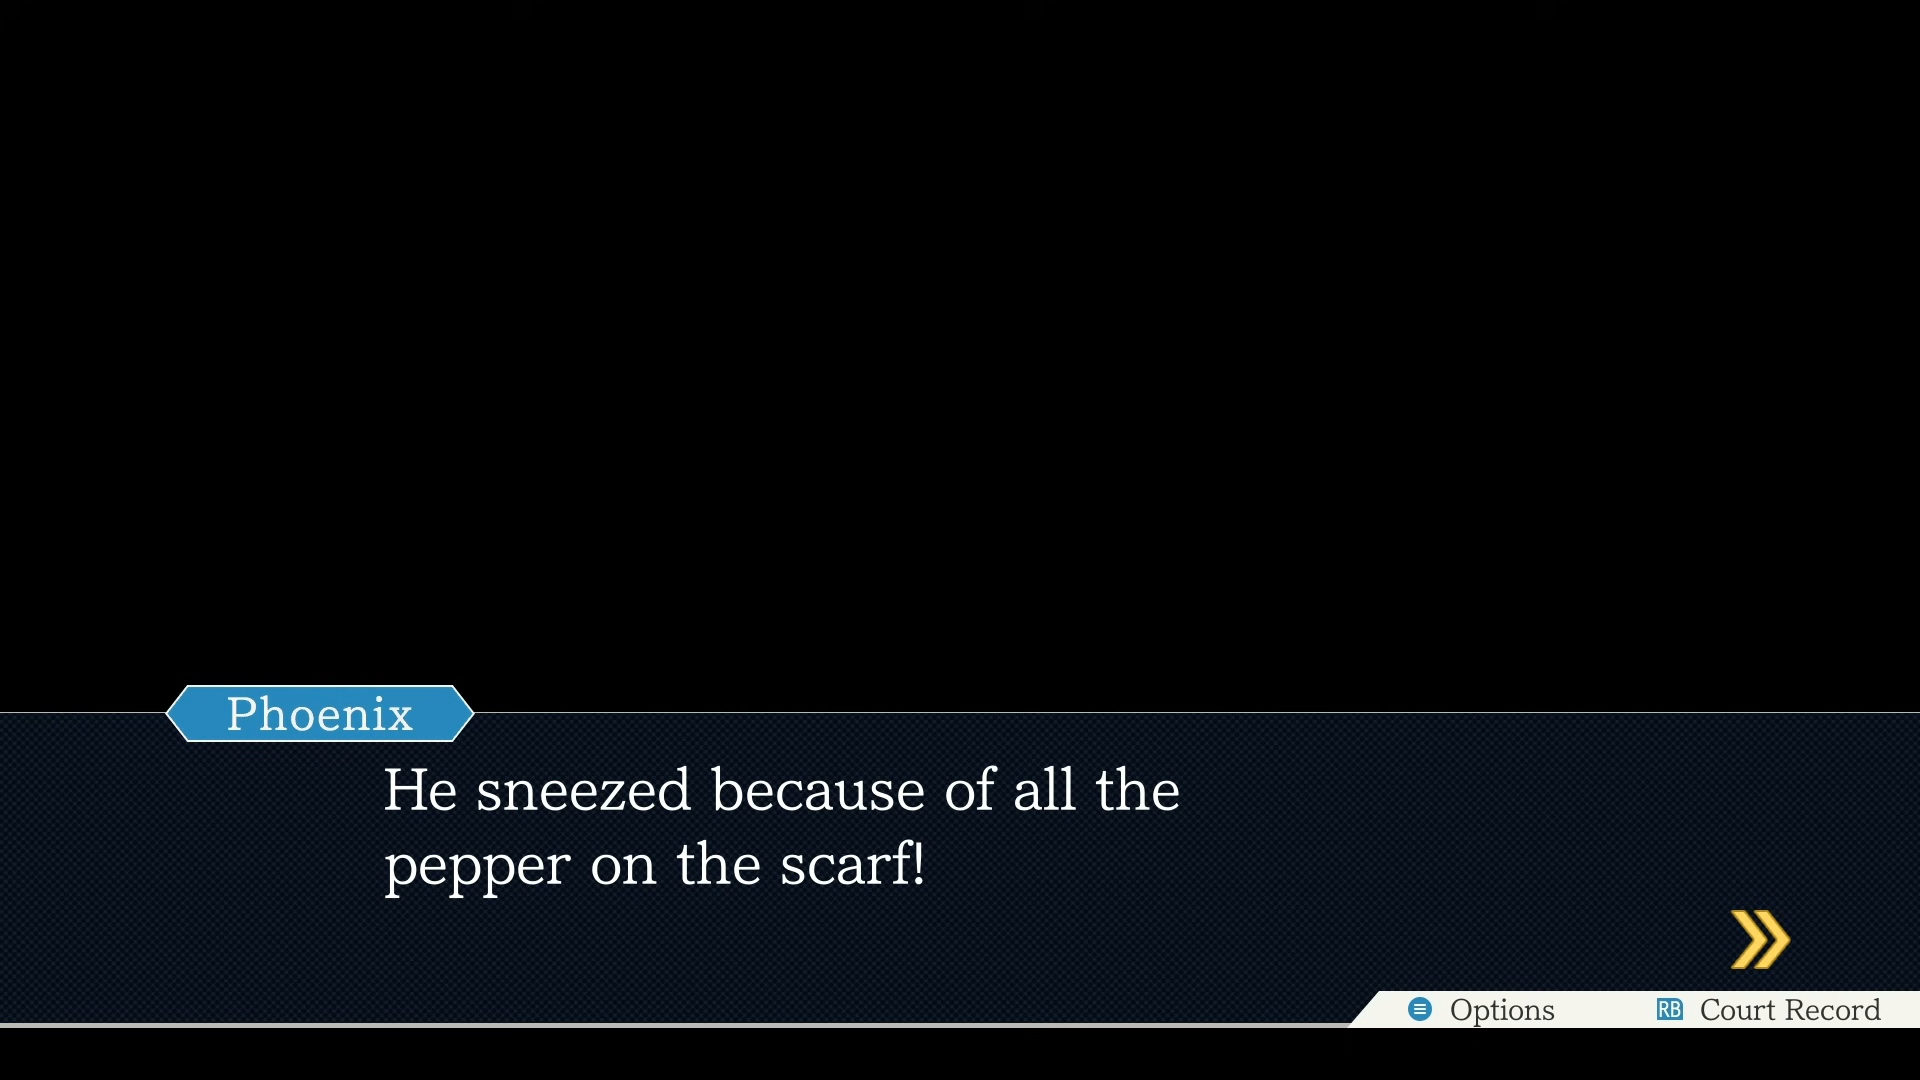 Phoenix
He sneezed because of all the
pepper on the scarf!
Options
RB Court Record